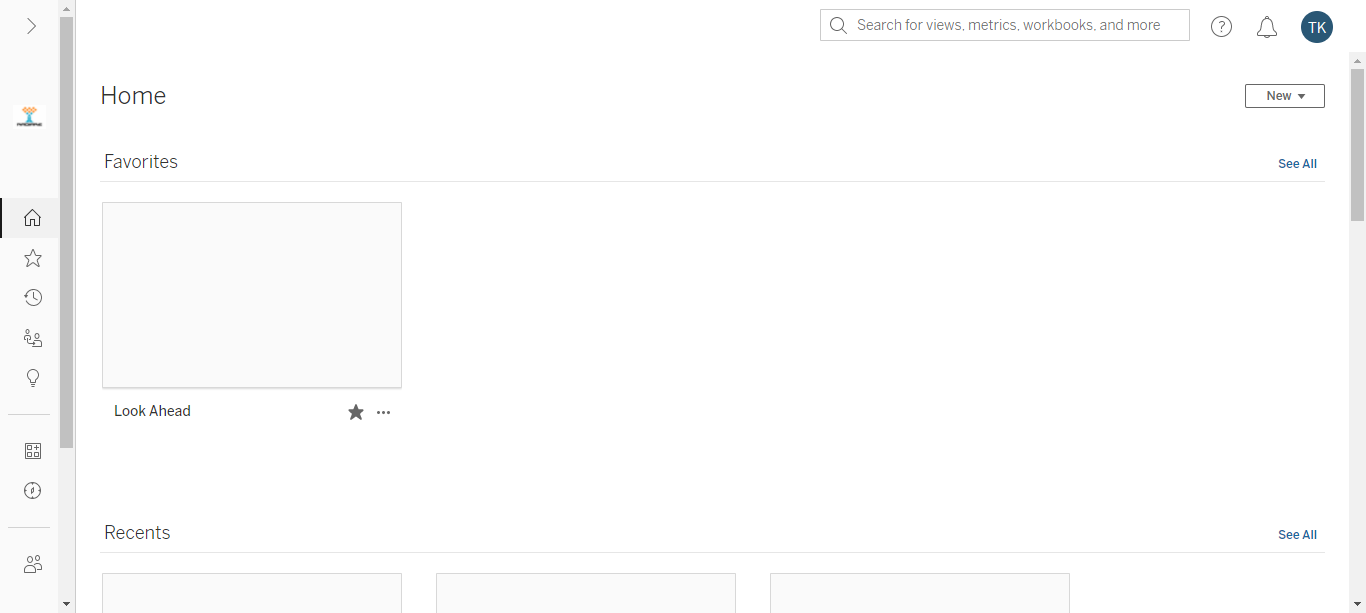 Search for views, metrics, workbooks, and more
?
TK
Home
New
Favorites
See All
Look Ahead
Recents
See All